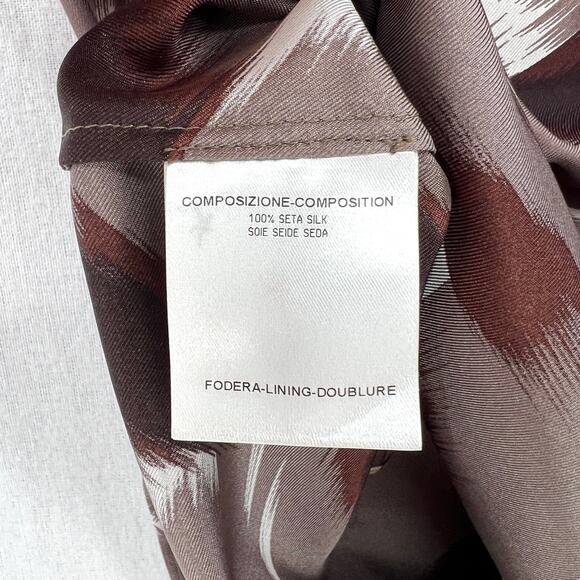 COMPOSIZIONE-COMPOSITION
100% SETA SILK
SOIE SEIDE SEDA
FODERA-LINING-DOUBLURE